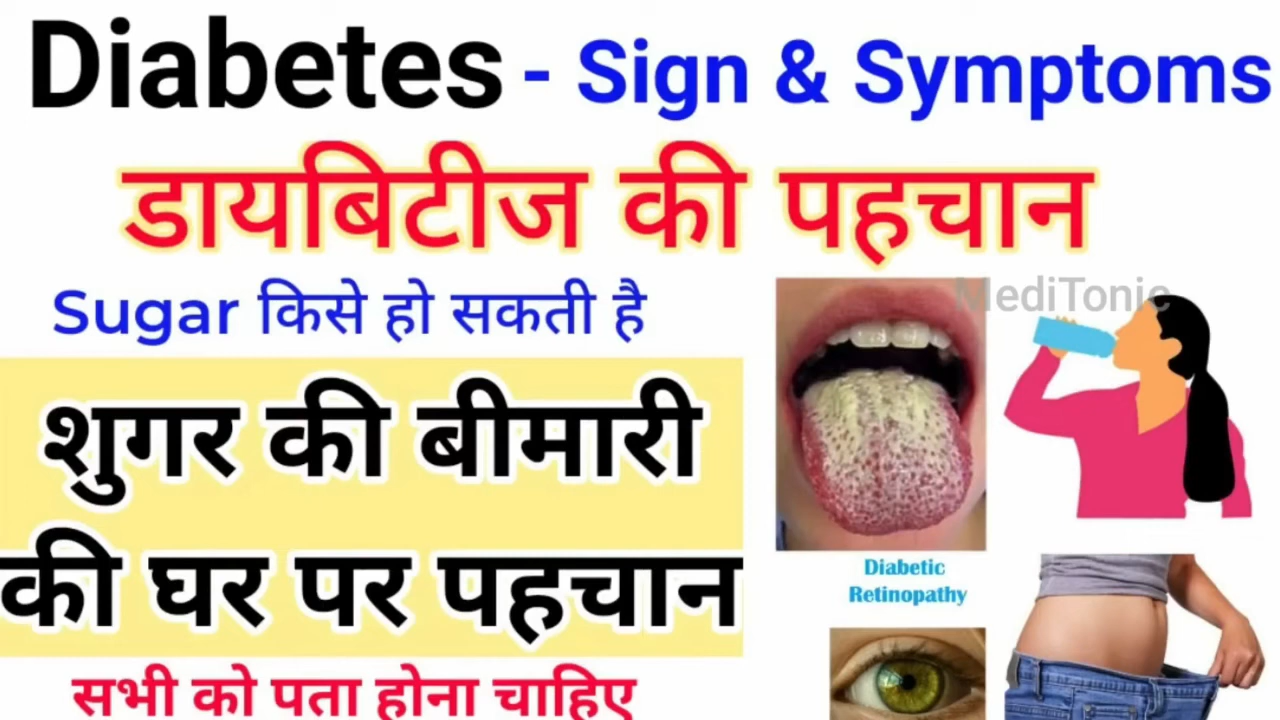 Diabetes - Sign & Symptoms
डायबिटीज की पहचान
Sugar किसे हो सकती है
MediTonic
शुगर की बीमारी
की घर पर पहचान
Diabetic
Retinopathy
सभी को पता होना चाहिए